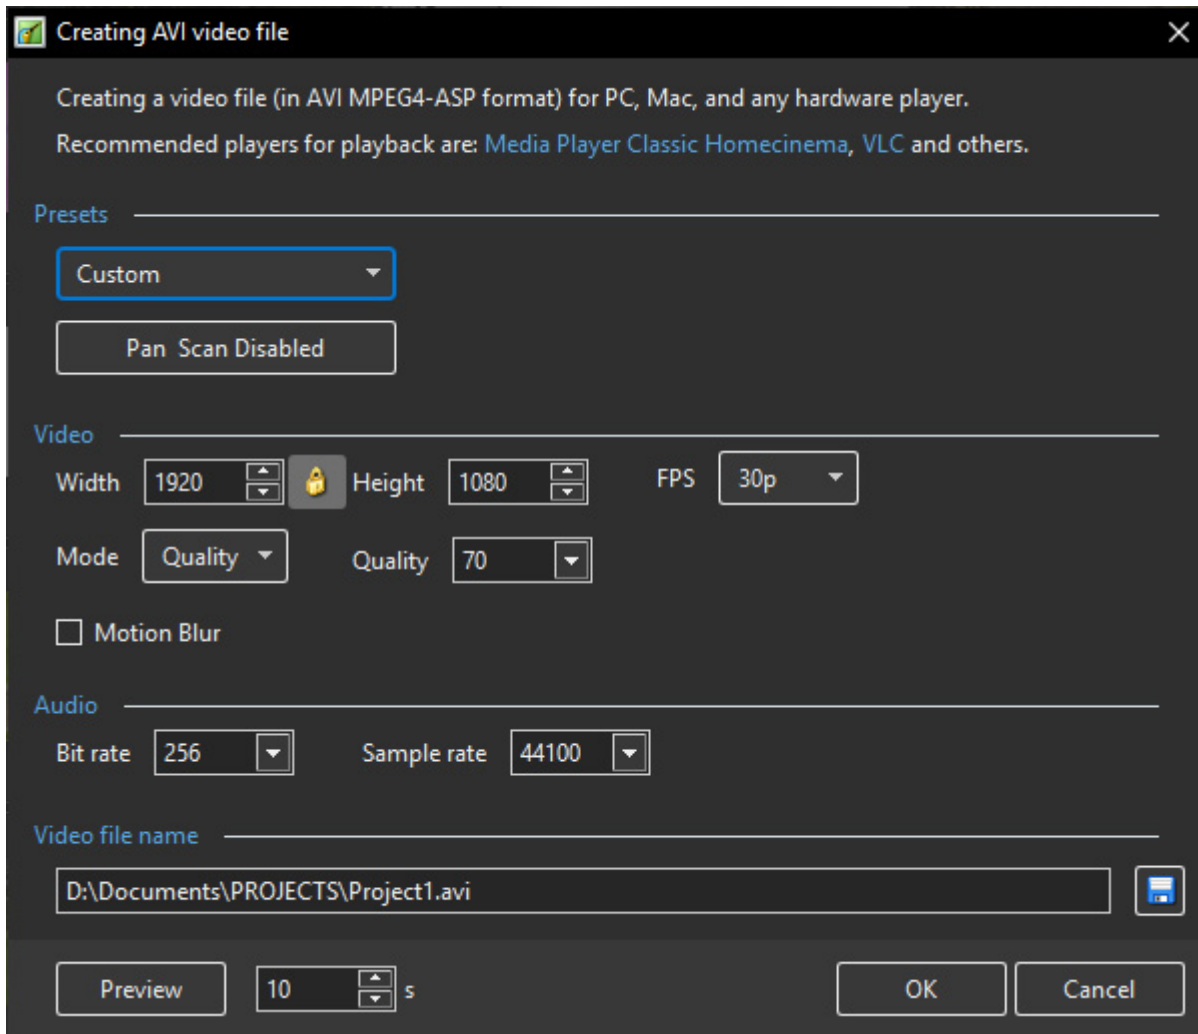 Creating AVI video file
Creating a video file (in AVI MPEG4-ASP format) for PC, Mac, and any hardware player.
Recommended players for playback are: Media Player Classic Homecinema, VLC and others.
Presets
Custom
Pan Scan Disabled
Video
Width 1920 Height 1080 FPS 30p
Mode Quality Quality 70
Motion Blur
Audio
Bit rate 256 Sample rate 44100
Video file name
D:\Documents\PROJECTS\Project1.avi
Preview 10 s OK Cancel